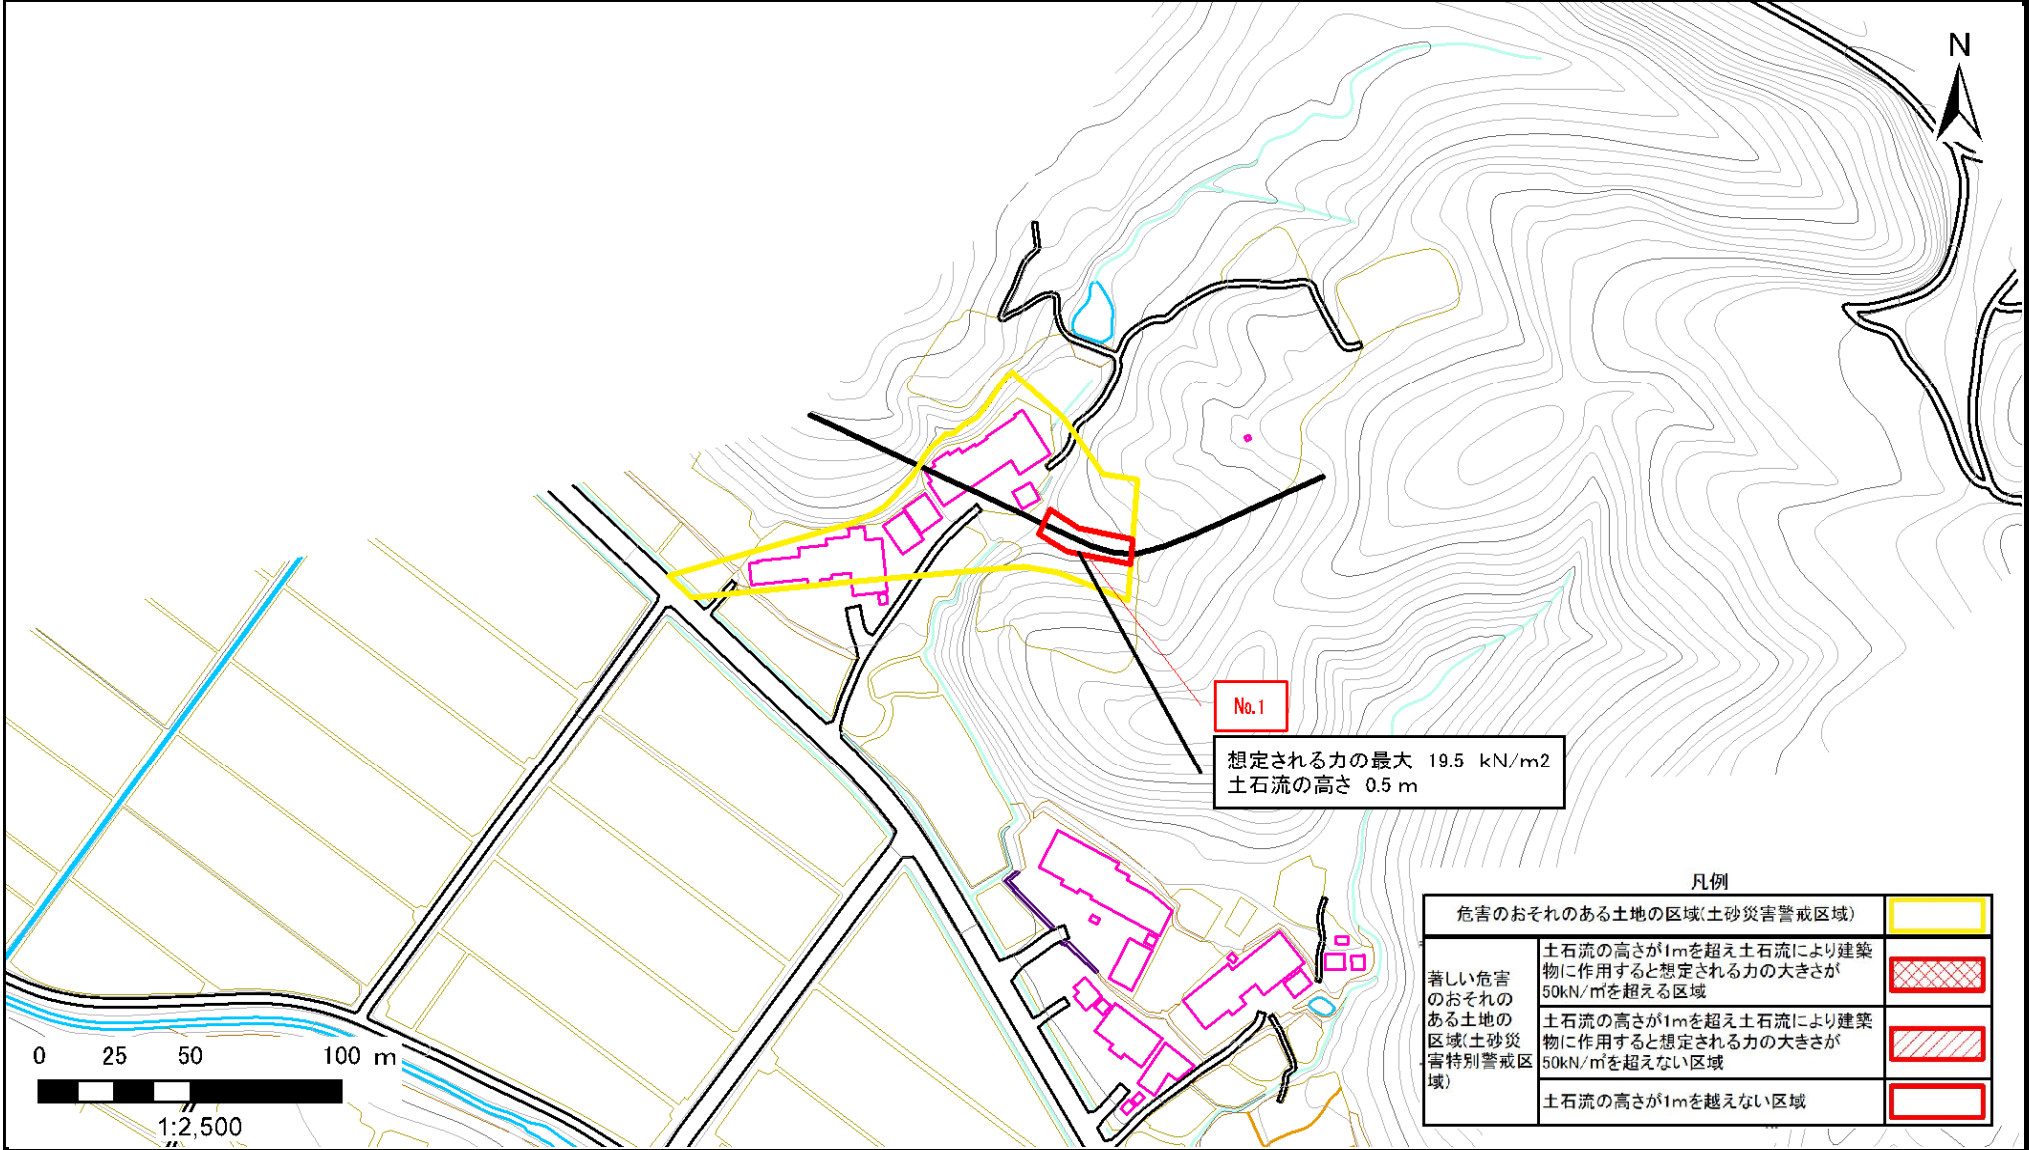 N
No.1
想定される力の最大 19.5 kN/m2
土石流の高さ 0.5 m
凡例
危害のおそれのある土地の区域(土砂災害警戒区域)
著しい危害
のおそれの
ある土地の
区域(土砂災
害特別警戒区
域)
土石流の高さが1mを超え土石流により建築
物に作用すると想定される力の大きさが
50kN/㎡を超える区域
土石流の高さが1mを超え土石流により建築
物に作用すると想定される力の大きさが
50kN/㎡を超えない区域
土石流の高さが1mを越えない区域
0 25 50 100 m
1:2,500